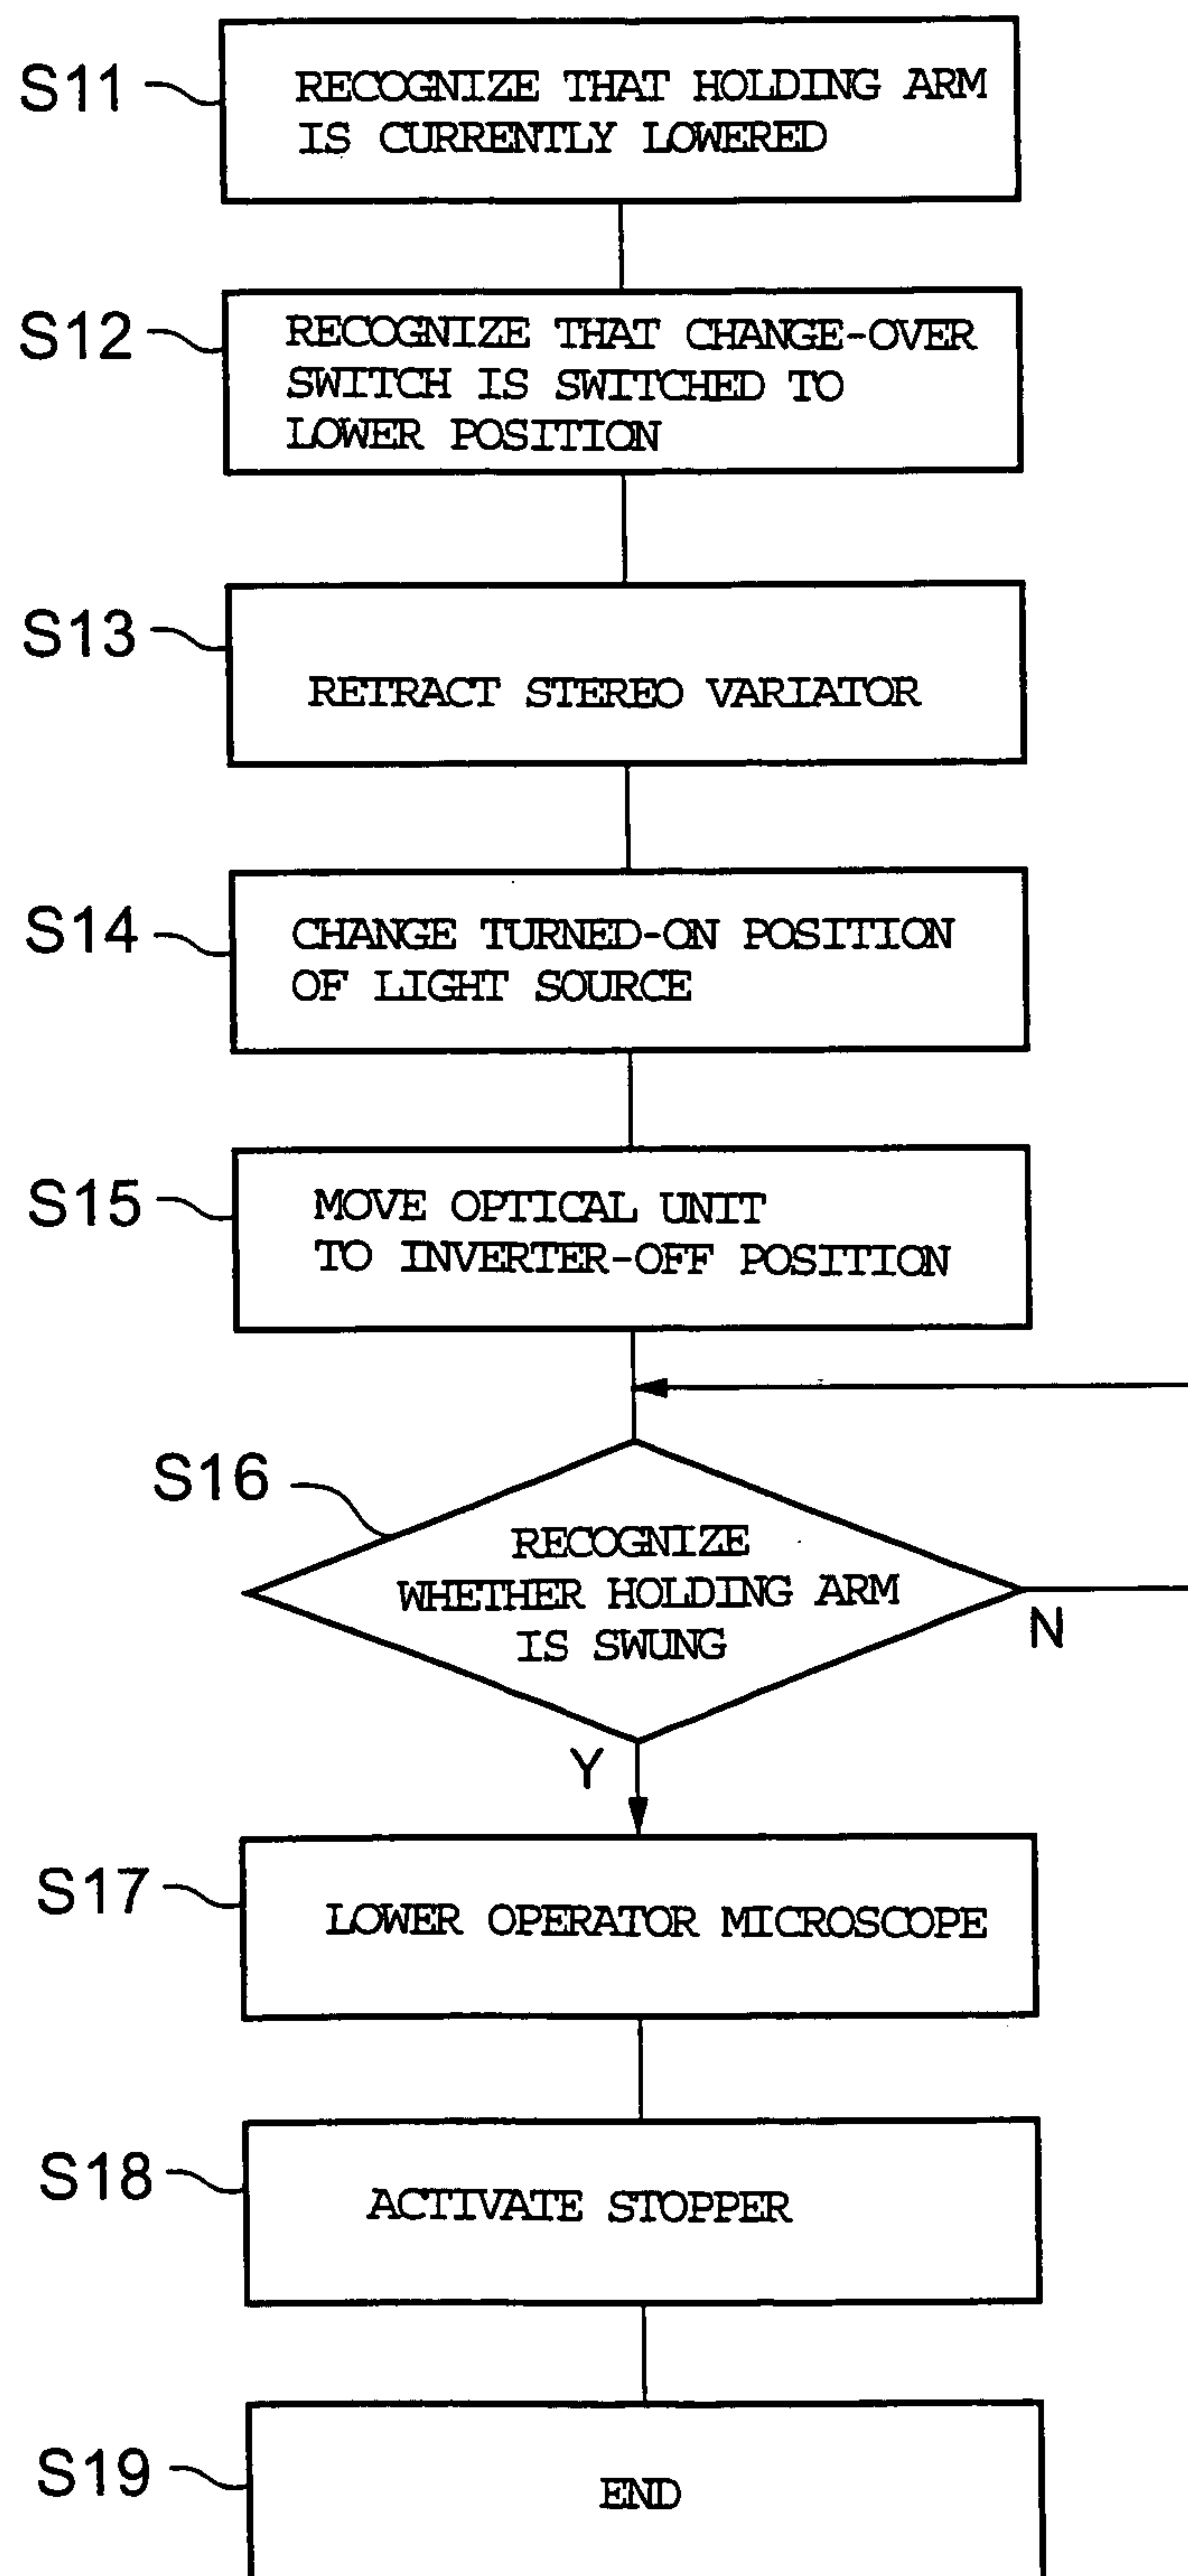 S11
RECOGNIZE THAT HOLDING ARM
IS CURRENTLY LOWERED
S12
RECOGNIZE THAT CHANGE-OVER
SWITCH IS SWITCHED TO
LOWER POSITION
S13
RETRACT STEREO VARIATOR
S14
CHANGE TURNED-ON POSITION
OF LIGHT SOURCE
S15
MOVE OPTICAL UNIT
TO INVERTER-OFF POSITION
S16
RECOGNIZE
WHETHER HOLDING ARM
IS SWUNG
N
Y
S17
LOWER OPERATOR MICROSCOPE
S18
ACTIVATE STOPPER
S19
END